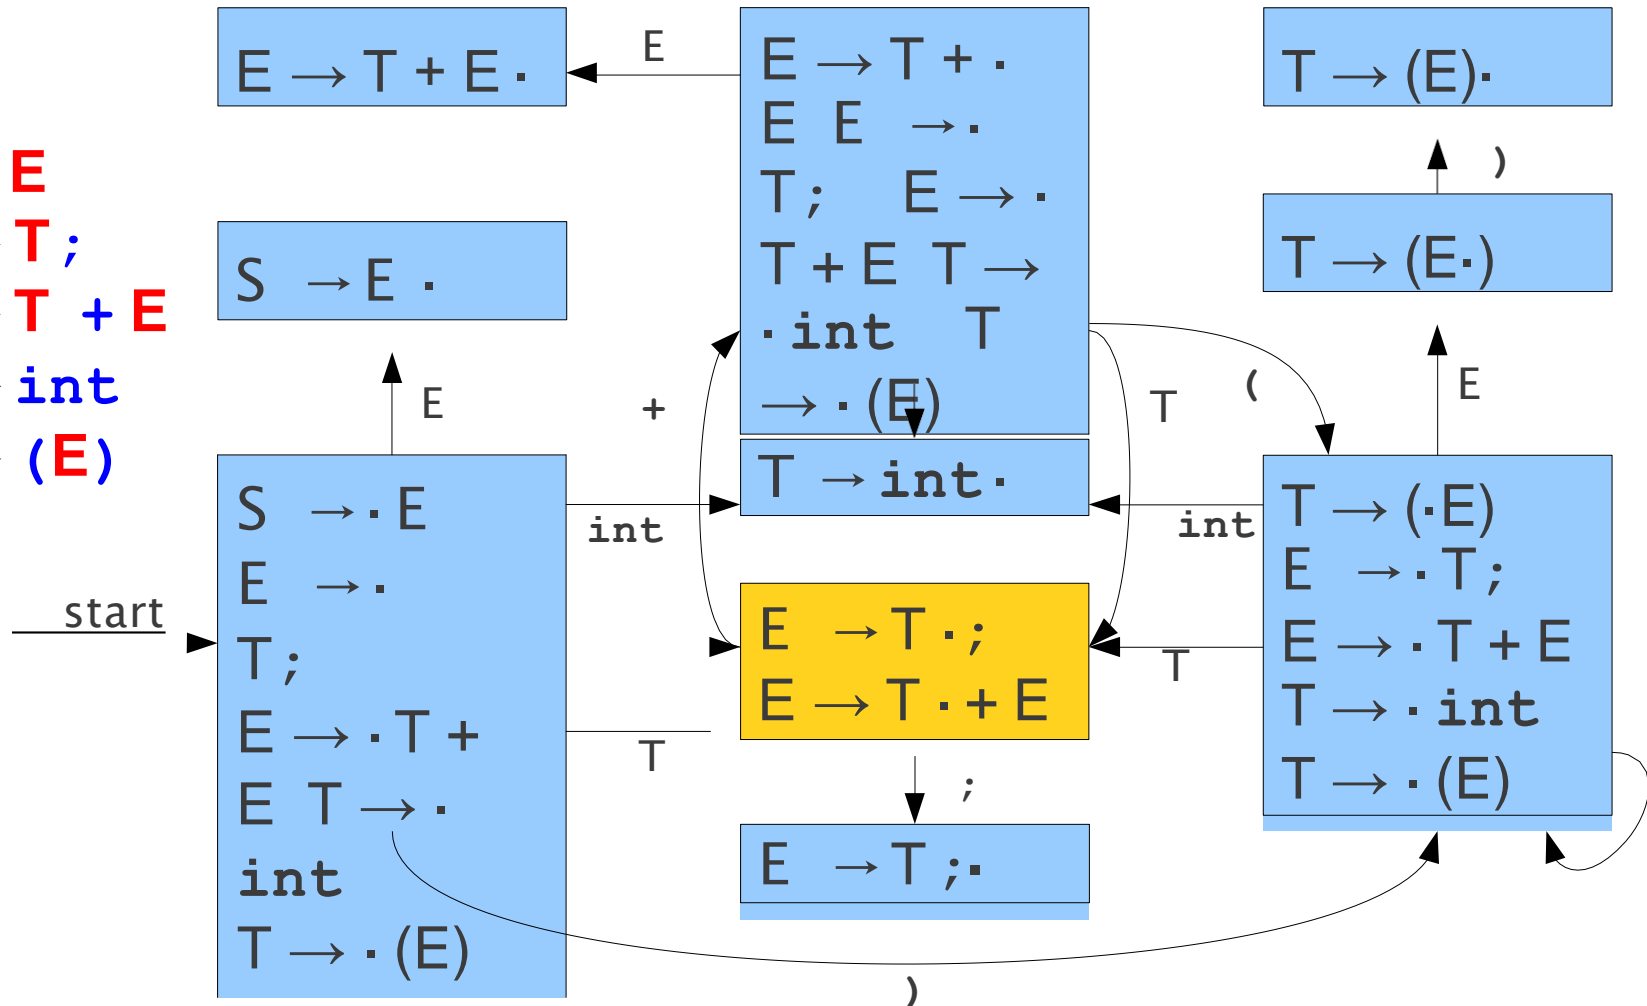 E
T ;
T + E
int
(E)
start
E → T + E ·
E
S → E ·
E
S → · E
E → ·
T ;
E → · T +
E T → ·
int
T → · (E)
E → T + ·
E E → ·
T ; E → ·
T + E T →
· int T
→ · (E)
+
T
(
T → int ·
int
int
E → T · ;
E → T · + E
T
T
;
E → T ; ·
)
T → (E) ·
)
T → (E · )
E
T → ( · E)
E → · T ;
E → · T + E
T → · int
T → · (E)